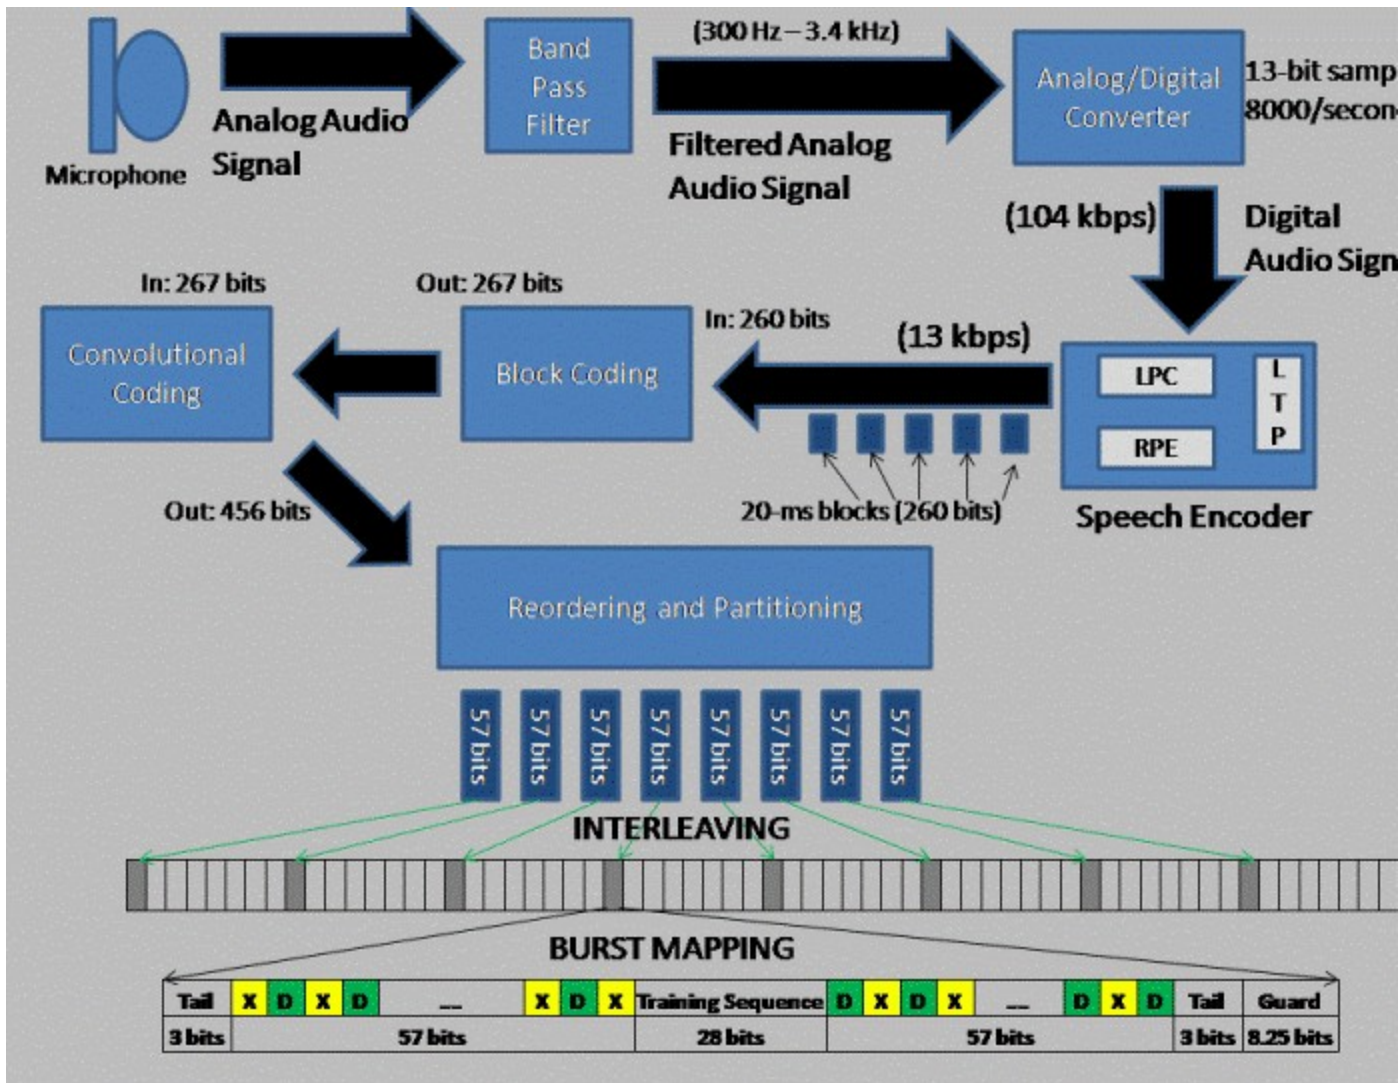 Microphone
Analog Audio
Signal
Band
Pass
Filter
(300 Hz – 3.4 kHz)
Filtered Analog
Audio Signal
Analog/Digital
Converter
13-bit samp
8000/secon
(104 kbps)
Digital
Audio Sign
In: 267 bits
Convolutional
Coding
Out: 267 bits
Block Coding
In: 260 bits
(13 kbps)
LPC
RPE
L
T
P
20-ms blocks (260 bits)
Speech Encoder
Out: 456 bits
Reordering and Partitioning
57 bits
57 bits
57 bits
57 bits
57 bits
57 bits
57 bits
57 bits
INTERLEAVING
BURST MAPPING
Tail X D X D --- X D X Training Sequence D X D X --- D X D Tail Guard
3 bits 57 bits 28 bits 57 bits 3 bits 8.25 bits